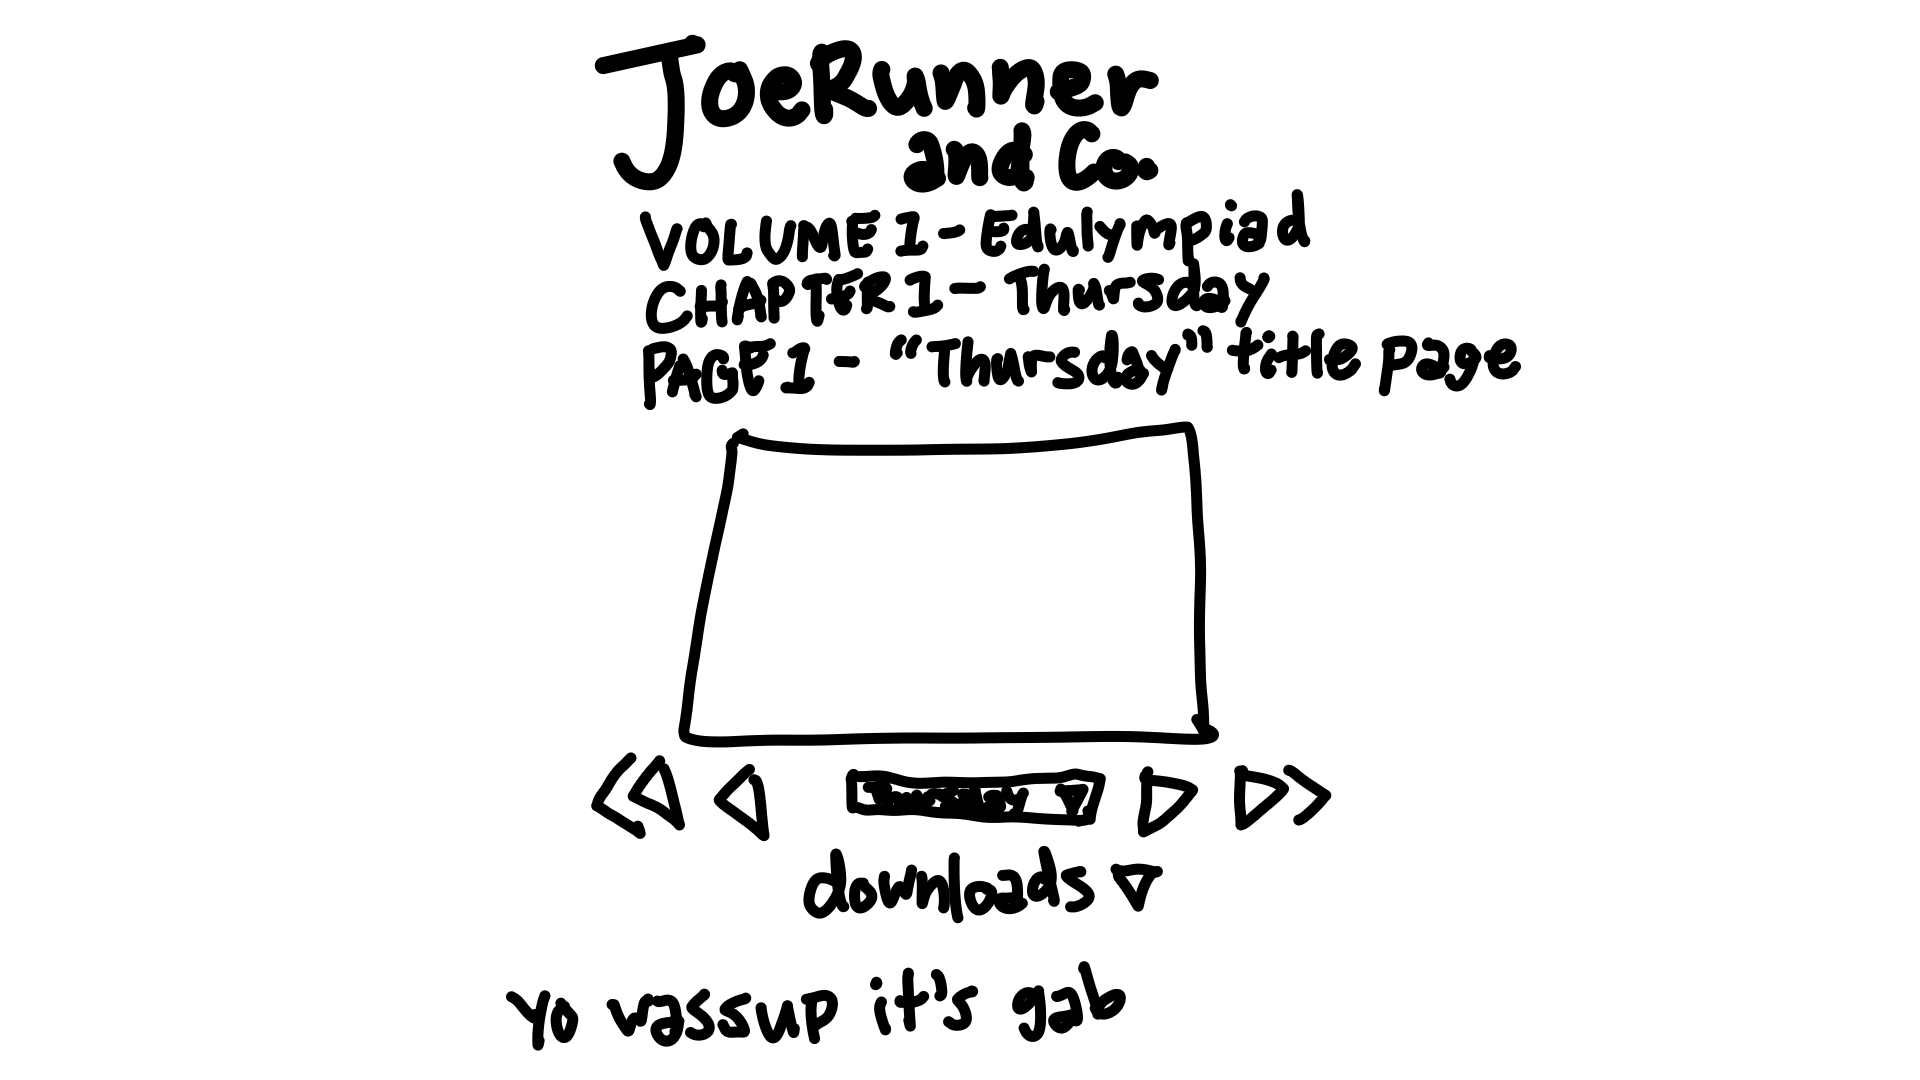 JoeRunner
and Co.
VOLUME 1 - Edulympiad
CHAPTER 1 - Thursday
PAGE 1 - "Thursday" title page
Thursday
downloads
yo wassup it's gab